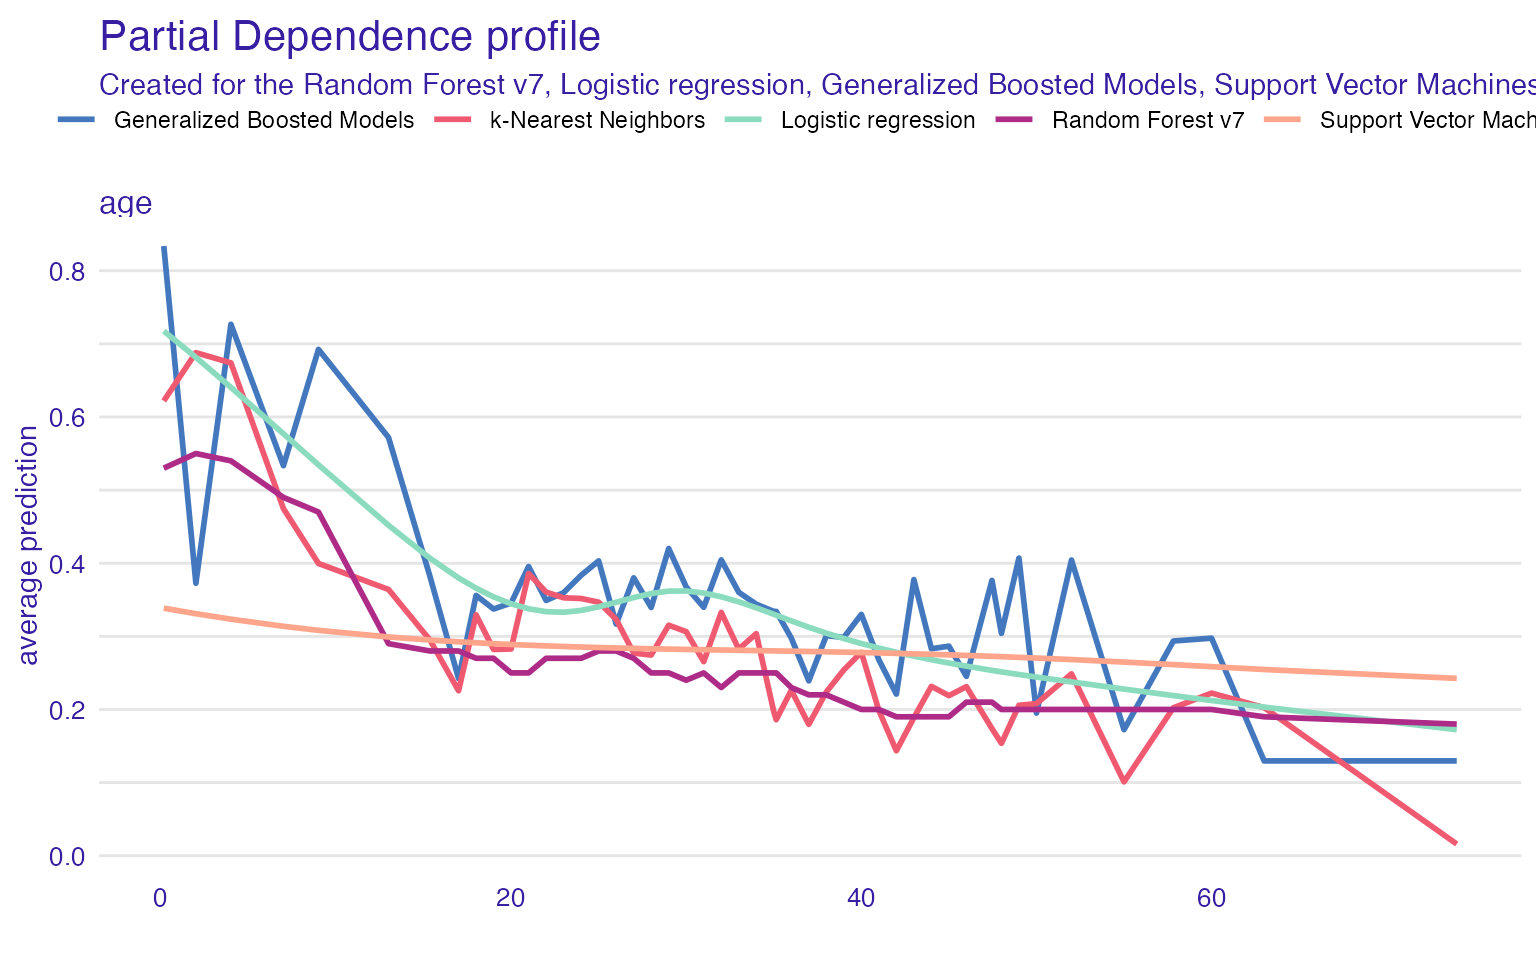 Partial Dependence profile
Created for the Random Forest v7, Logistic regression, Generalized Boosted Models, Support Vector Machines
Generalized Boosted Models k-Nearest Neighbors Logistic regression Random Forest v7 Support Vector Mach
age
0.8
0.6
0.4
0.2
0.0
average prediction
0 20 40 60